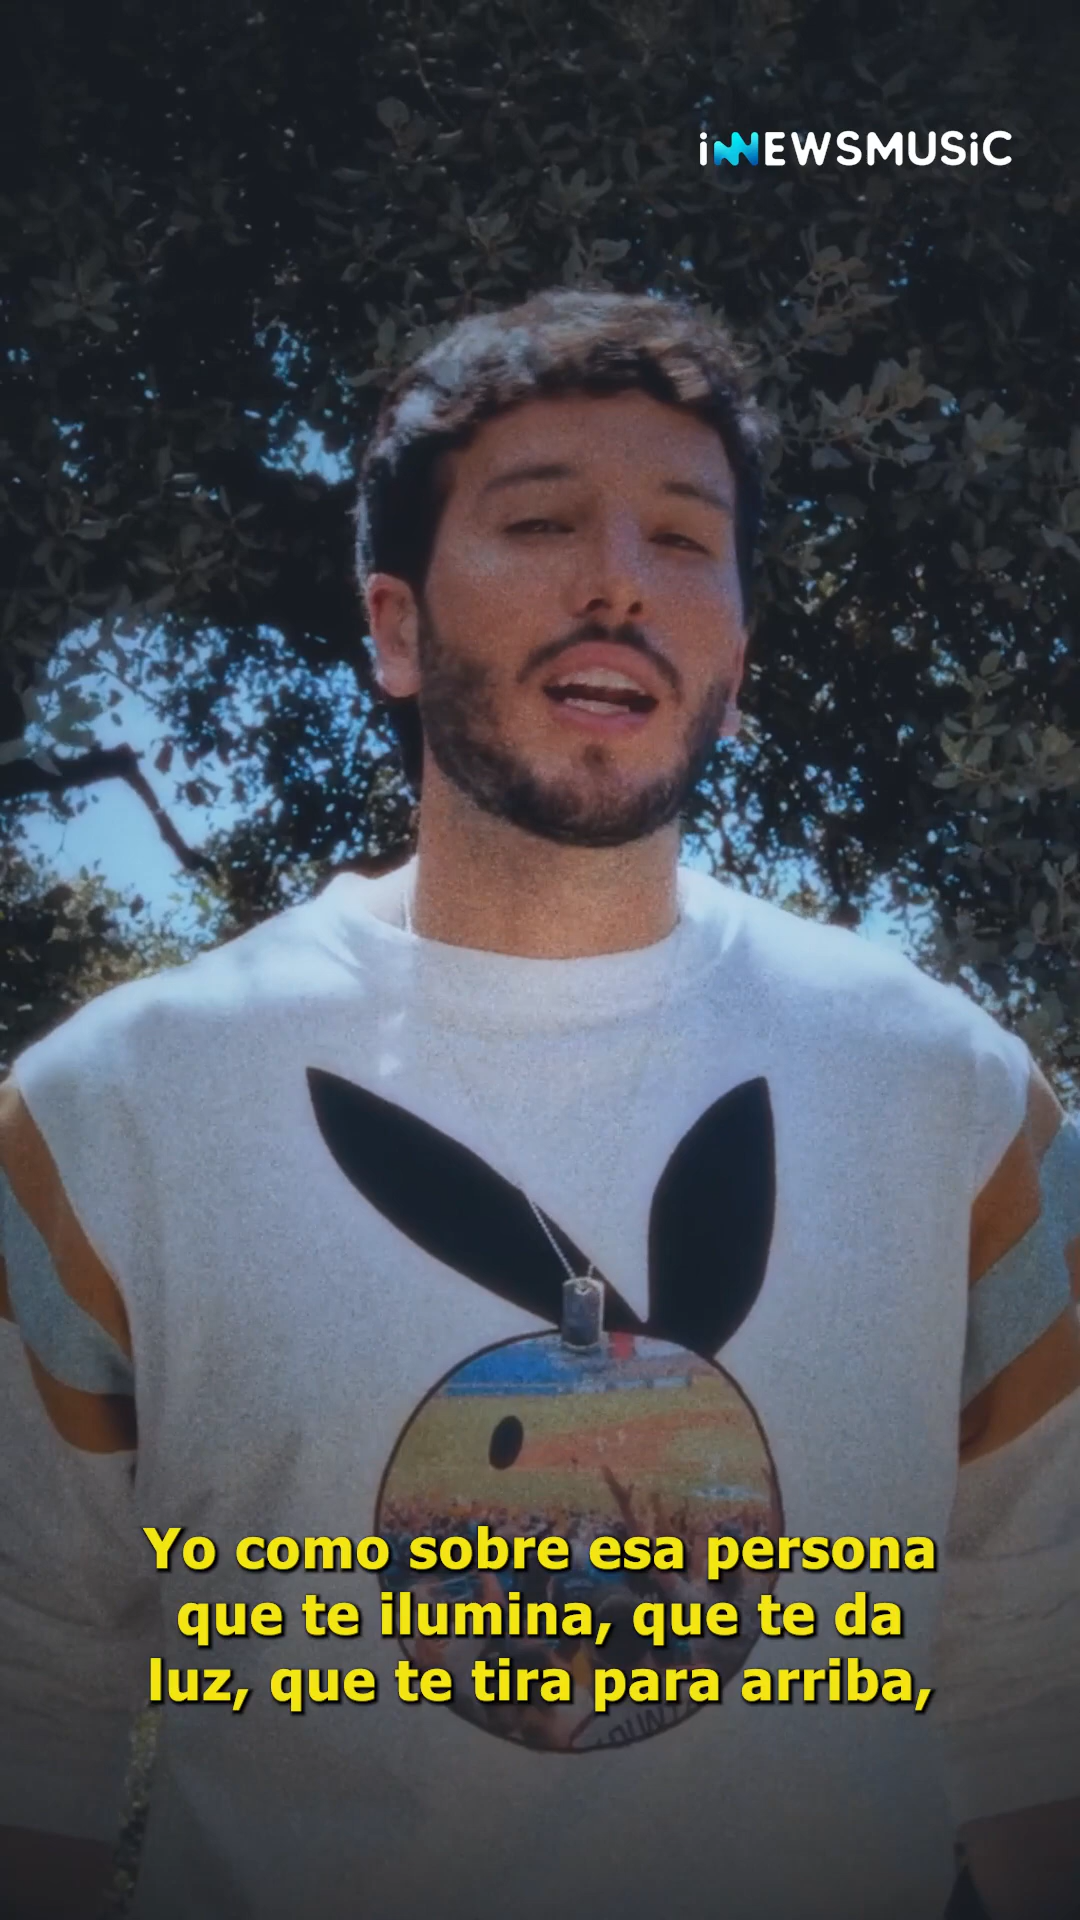 iNNEWSMUSiC
Yo como sobre esa persona
que te ilumina, que te da
luz, que te tira para arriba,